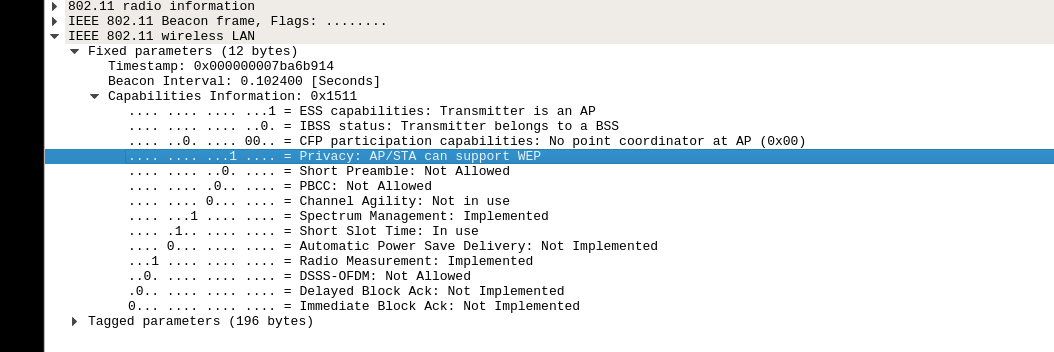 802.11 radio information
IEEE 802.11 Beacon frame, Flags: ........
IEEE 802.11 wireless LAN
Fixed parameters (12 bytes)
Timestamp: 0x000000007ba6b914
Beacon Interval: 0.102400 [Seconds]
Capabilities Information: 0x1511
.... .... .... ...1 = ESS capabilities: Transmitter is an AP
.... .... .... ..0. = IBSS status: Transmitter belongs to a BSS
.... ..0. .... 00.. = CFP participation capabilities: No point coordinator at AP (0x00)
.... .... ...1 .... = Privacy: AP/STA can support WEP
.... .... ..0. .... = Short Preamble: Not Allowed
.... .... .0.. .... = PBCC: Not Allowed
.... .... 0... .... = Channel Agility: Not in use
.... ...1 .... .... = Spectrum Management: Implemented
.... .1.. .... .... = Short Slot Time: In use
.... 0... .... .... = Automatic Power Save Delivery: Not Implemented
...1 .... .... .... = Radio Measurement: Implemented
..0. .... .... .... = DSSS-OFDM: Not Allowed
.0.. .... .... .... = Delayed Block Ack: Not Implemented
0... .... .... .... = Immediate Block Ack: Not Implemented
Tagged parameters (196 bytes)